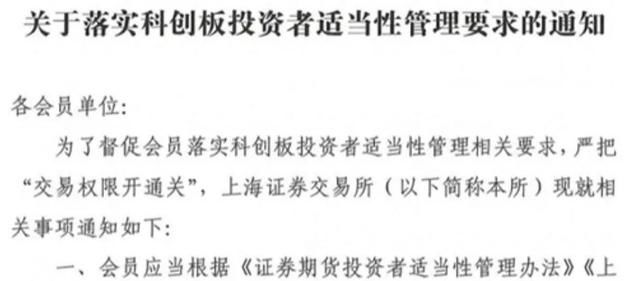 关于落实科创板投资者适当性管理要求的通知
各会员单位：
为了督促会员落实科创板投资者适当性管理相关要求，严把
“交易权限开通关”，上海证券交易所（以下简称本所）现就相
关事项通知如下：
一、会员应当根据《证券期货投资者适当性管理办法》《上